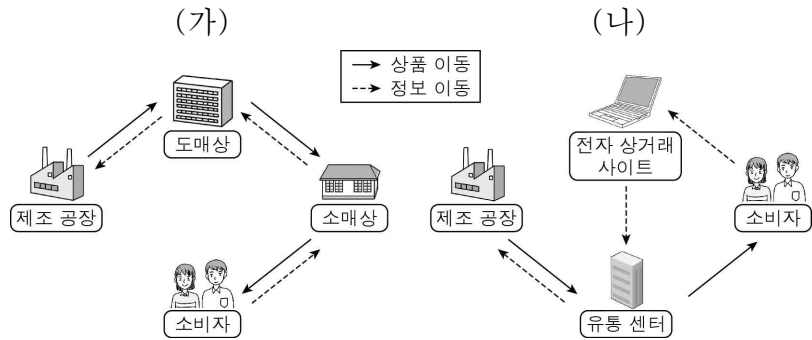 (가)
(나)
상품 이동
정보 이동
도매상
제조 공장
소매상
소비자
전자 상거래
사이트
제조 공장
소비자
유통 센터